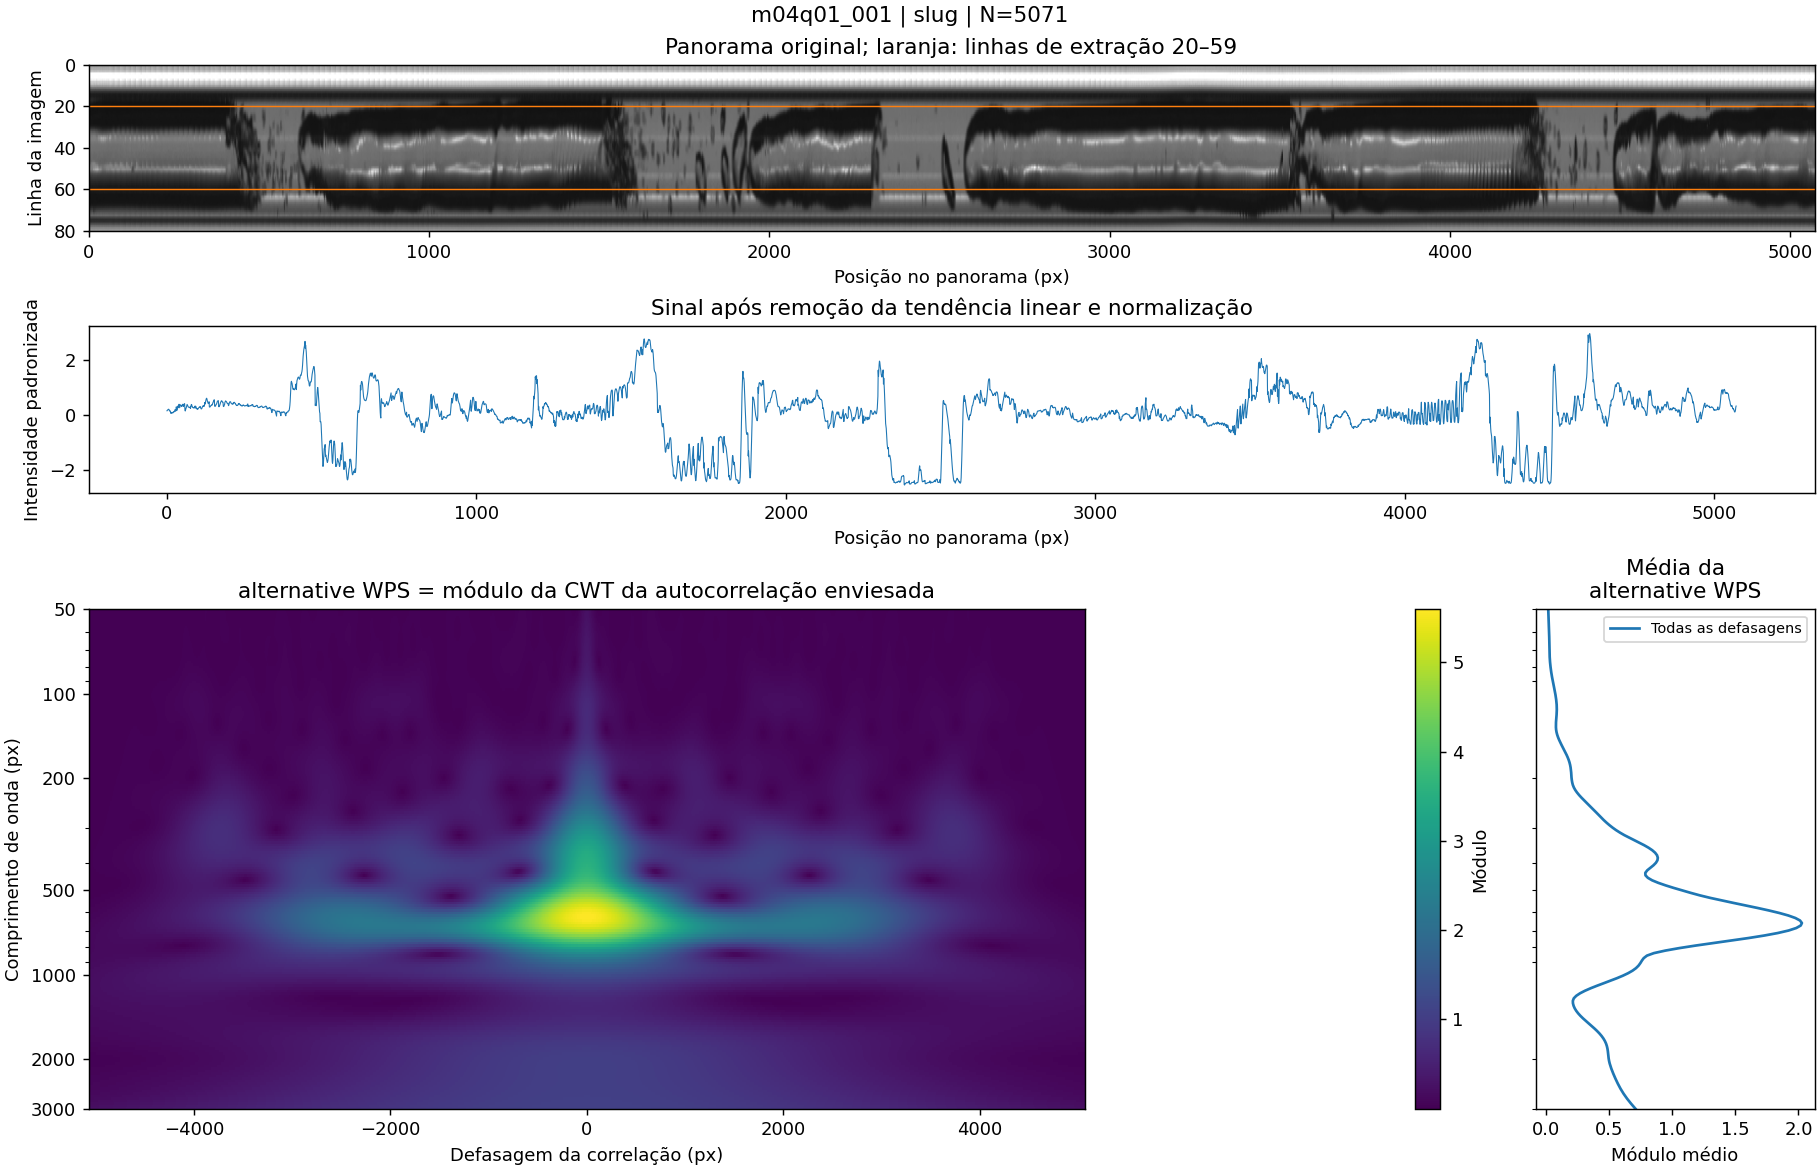 m04q01_001 | slug | N=5071
Panorama original; laranja: linhas de extração 20–59
Linha da imagem
0
20
40
60
80
0
1000
2000
3000
4000
5000
Posição no panorama (px)
Sinal após remoção da tendência linear e normalização
Intensidade padronizada
2
0
−2
0
1000
2000
3000
4000
5000
Posição no panorama (px)
alternative WPS = módulo da CWT da autocorrelação enviesada
Comprimento de onda (px)
50
100
200
500
1000
2000
3000
−4000
−2000
0
2000
4000
Defasagem da correlação (px)
5
4
3
2
1
Módulo
Média da
alternative WPS
Todas as defasagens
0.0
0.5
1.0
1.5
2.0
Módulo médio